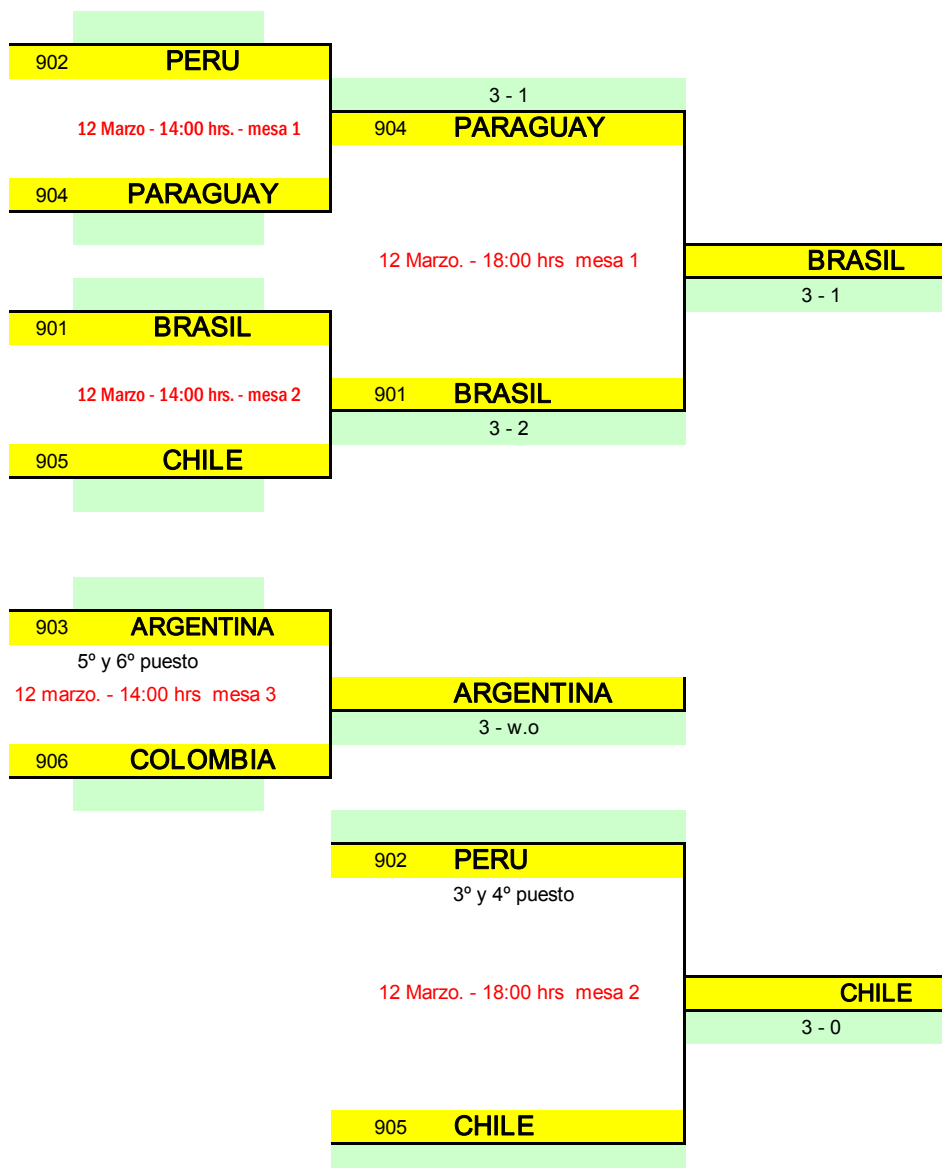 902 PERU
3 - 1
12 Marzo - 14:00 hrs. - mesa 1
904 PARAGUAY
904 PARAGUAY
12 Marzo. - 18:00 hrs mesa 1
BRASIL
3 - 1
901 BRASIL
12 Marzo - 14:00 hrs. - mesa 2
901 BRASIL
3 - 2
905 CHILE
903 ARGENTINA
5º y 6º puesto
12 marzo. - 14:00 hrs mesa 3
ARGENTINA
3 - w.o
906 COLOMBIA
902 PERU
3º y 4º puesto
12 Marzo. - 18:00 hrs mesa 2
CHILE
3 - 0
905 CHILE